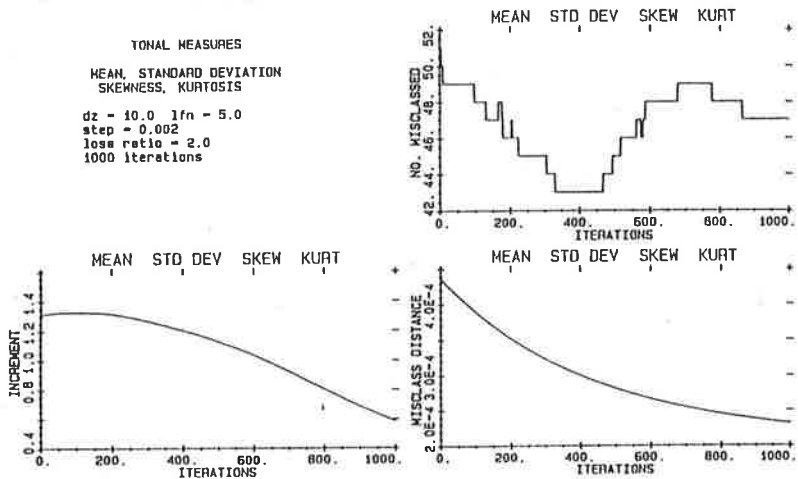 TONAL MEASURES
MEAN, STANDARD DEVIATION
SKEWNESS, KURTOSIS
dz = 10.0 lfn = 5.0
step = 0.002
loss ratio = 2.0
1000 iterations
MEAN STD DEV SKEW KURT
NO. MISCLASSED
42. 44. 46. 48. 50. 52.
0. 200. 400. 600. 800. 1000.
ITERATIONS
MEAN STD DEV SKEW KURT
INCREMENT
0.4 0.8 1.0 1.2 1.4
0. 200. 400. 600. 800. 1000.
ITERATIONS
MEAN STD DEV SKEW KURT
MISCLASS DISTANCE
2.0E-4 3.0E-4 4.0E-4
0. 200. 400. 600. 800. 1000.
ITERATIONS